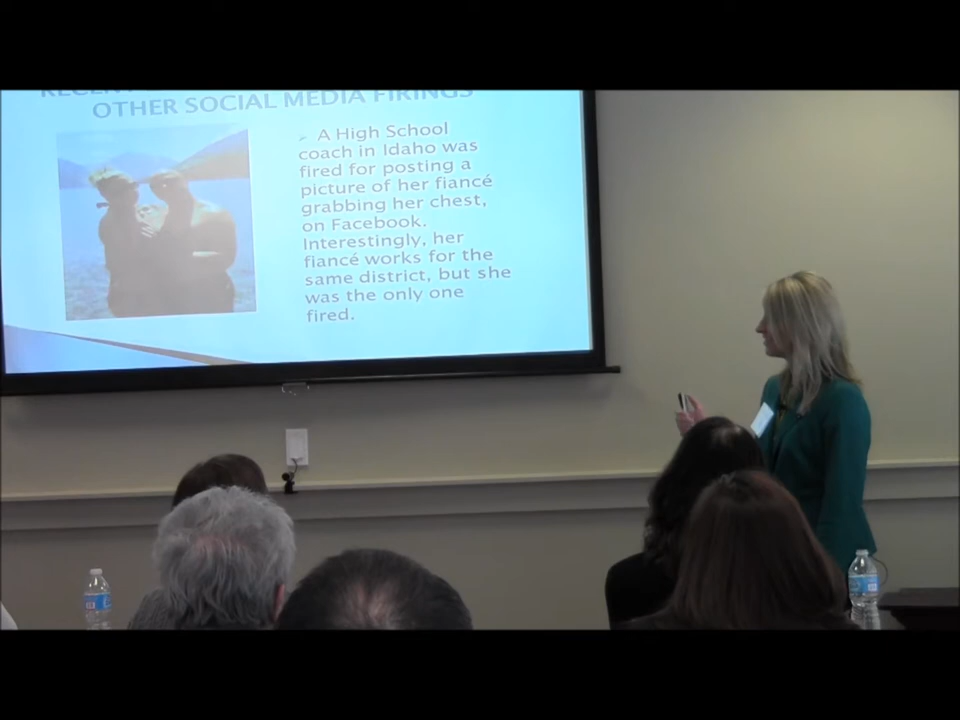 OTHER SOCIAL MEDIA FIRINGS
A High School
coach in Idaho was
fired for posting a
picture of her fiancé
grabbing her chest,
on Facebook.
Interestingly, her
fiancé works for the
same district, but she
was the only one
fired.